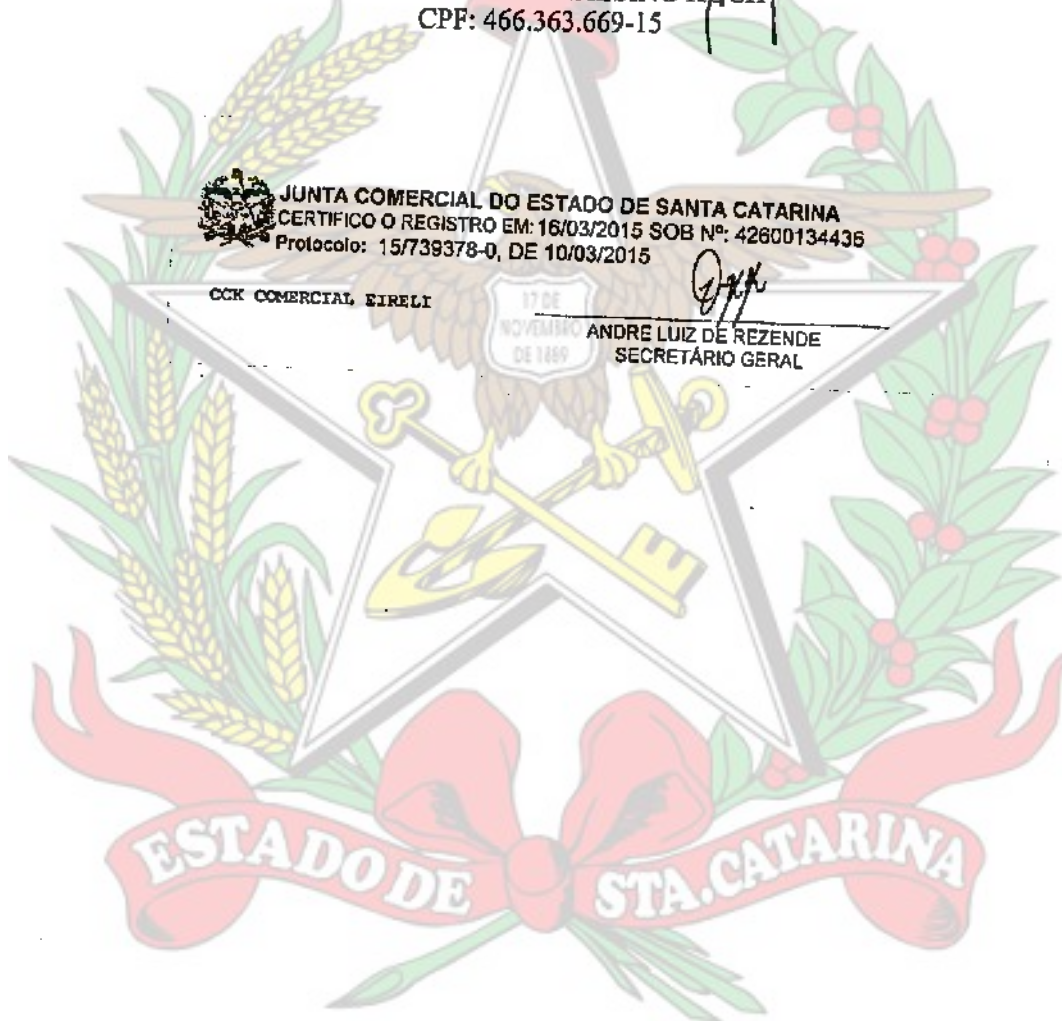 CPF: 466.363.669-15
JUNTA COMERCIAL DO ESTADO DE SANTA CATARINA
CERTIFICO O REGISTRO EM: 16/03/2015 SOB Nº: 42600134436
Protocolo: 15/739378-0, DE 10/03/2015
CCK COMERCIAL EIRELI
ANDRE LUIZ DE REZENDE
SECRETÁRIO GERAL
17 DE
NOVEMBRO
DE 1889
ESTADO DE STA.CATARINA